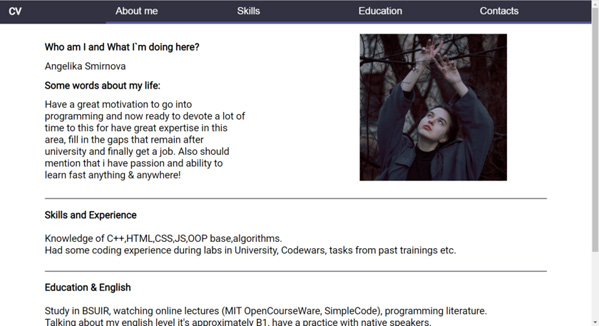 CV
About me Skills Education Contacts
Who am I and What I`m doing here?
Angelika Smirnova
Some words about my life:
Have a great motivation to go into
programming and now ready to devote a lot of
time to this for have great expertise in this
area, fill in the gaps that remain after
university and finally get a job. Also should
mention that i have passion and ability to
learn fast anything & anywhere!
Skills and Experience
Knowledge of C++,HTML,CSS,JS,OOP base,algorithms.
Had some coding experience during labs in University, Codewars, tasks from past trainings etc.
Education & English
Study in BSUIR, watching online lectures (MIT OpenCourseWare, SimpleCode), programming literature.
Talking about my english level it's approximately B1, have a practice with native speakers.